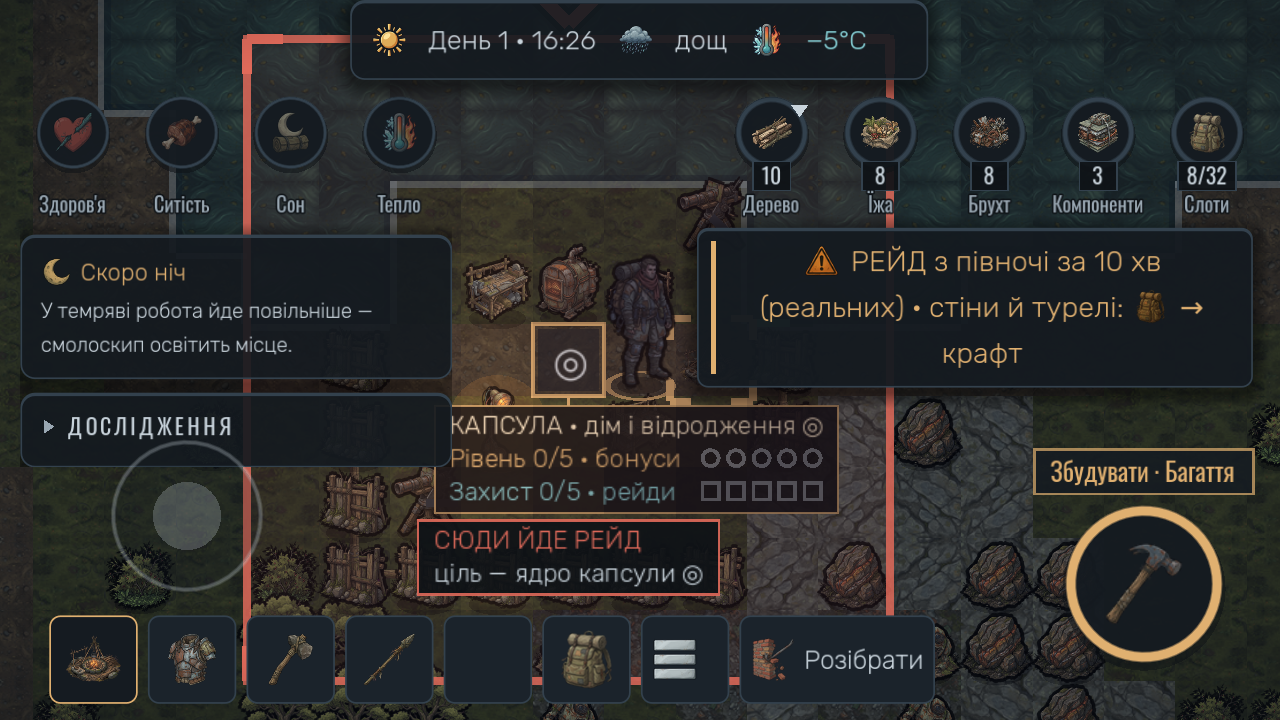 День 1 • 16:26 дощ −5°C
Здоров'я
Ситість
Сон
Тепло
10
8
8
3
8/32
Дерево
Їжа
Брухт
Компоненти
Слоти
Скоро ніч
У темряві робота йде повільніше —
смолоскип освітить місце.
РЕЙД з півночі за 10 хв
(реальних) • стіни й турелі: →
крафт
ДОСЛІДЖЕННЯ
КАПСУЛА • дім і відродження ◎
Рівень 0/5 • бонуси
Захист 0/5 • рейди
Збудувати · Багаття
СЮДИ ЙДЕ РЕЙД
ціль — ядро капсули ◎
Розібрати